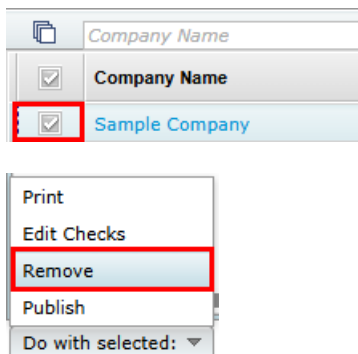 Company Name
Company Name
Sample Company
Print
Edit Checks
Remove
Publish
Do with selected: